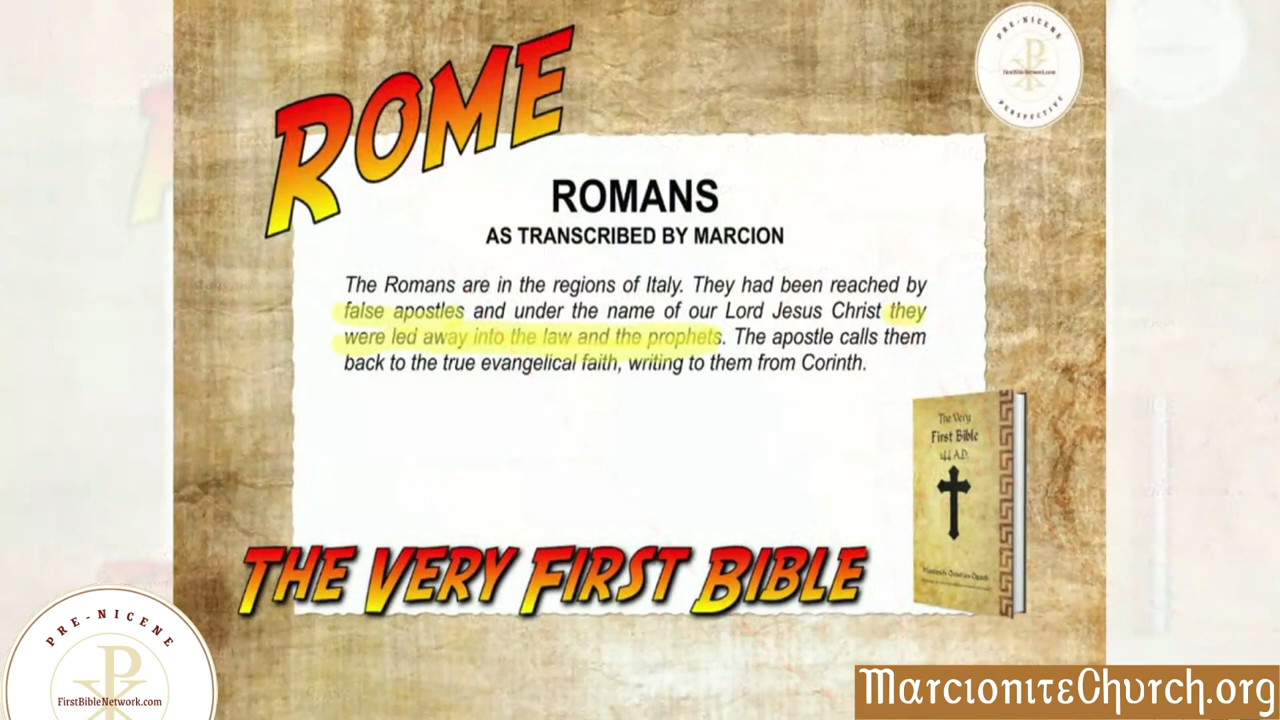 ROME
PRE-NICENE
FirstBibleNetwork.com
PERSPECTIVE
ROMANS
AS TRANSCRIBED BY MARCION
The Romans are in the regions of Italy. They had been reached by
false apostles and under the name of our Lord Jesus Christ they
were led away into the law and the prophets. The apostle calls them
back to the true evangelical faith, writing to them from Corinth.
The Very
First Bible
144 A.D.
THE VERY FIRST BIBLE
PRE-NICENE
FirstBibleNetwork.com
MarcioniteChurch.org